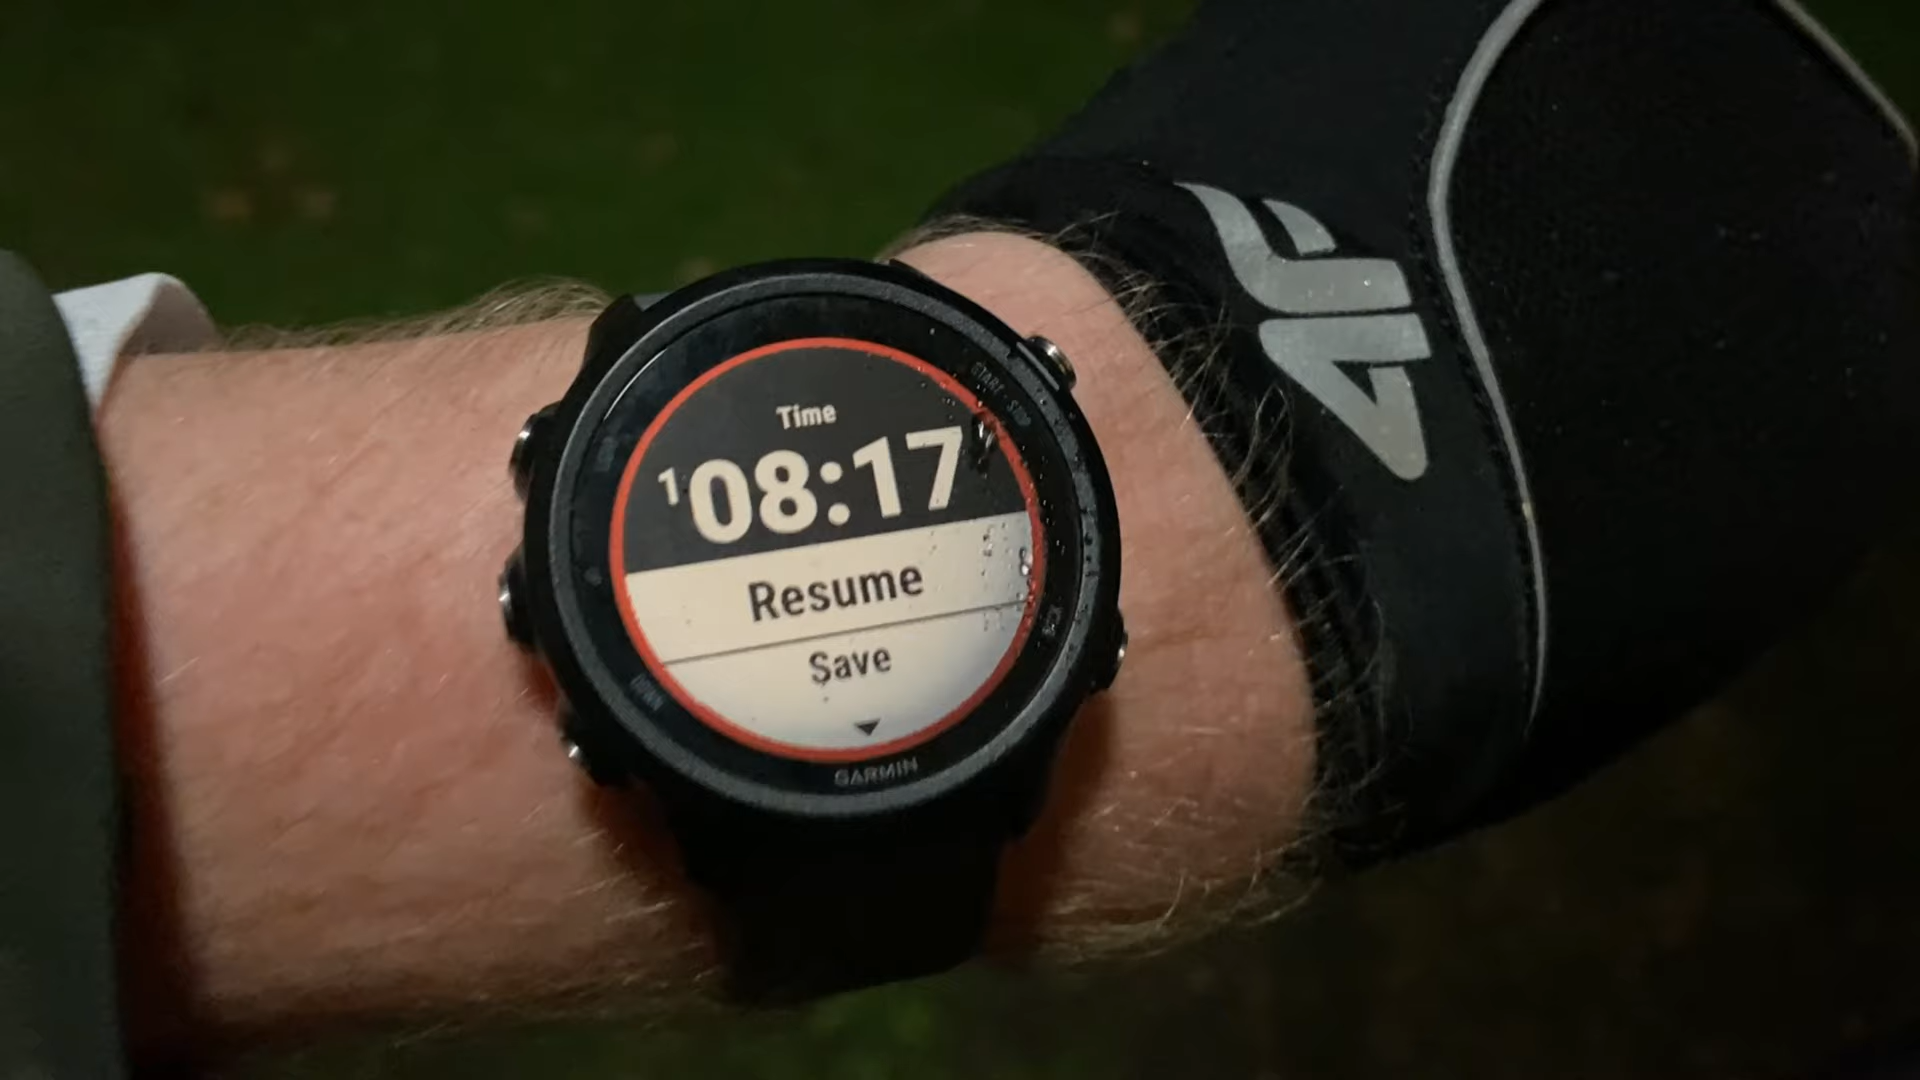 Time
1 08:17
Resume
Save
GARMIN
START STOP
4F